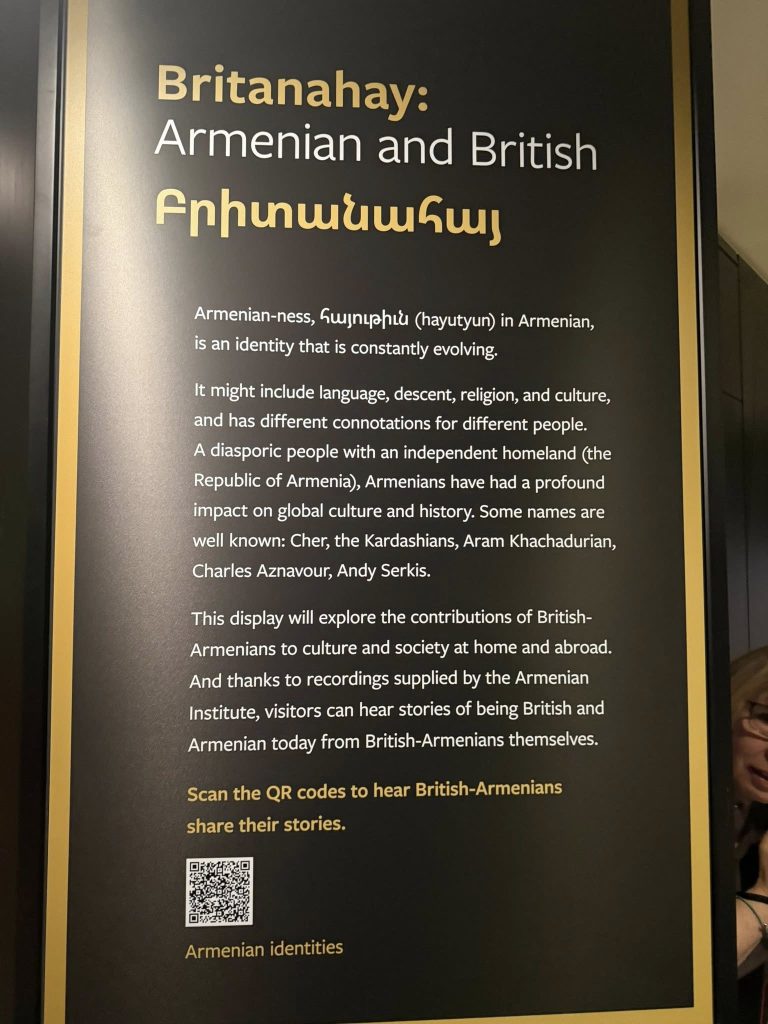 Britanahay:
Armenian and British
Բրիտանահայ
Armenian-ness, հայութիւն (hayutyun) in Armenian,
is an identity that is constantly evolving.
It might include language, descent, religion, and culture,
and has different connotations for different people.
A diasporic people with an independent homeland (the
Republic of Armenia), Armenians have had a profound
impact on global culture and history. Some names are
well known: Cher, the Kardashians, Aram Khachadurian,
Charles Aznavour, Andy Serkis.
This display will explore the contributions of British-
Armenians to culture and society at home and abroad.
And thanks to recordings supplied by the Armenian
Institute, visitors can hear stories of being British and
Armenian today from British-Armenians themselves.
Scan the QR codes to hear British-Armenians
share their stories.
Armenian identities